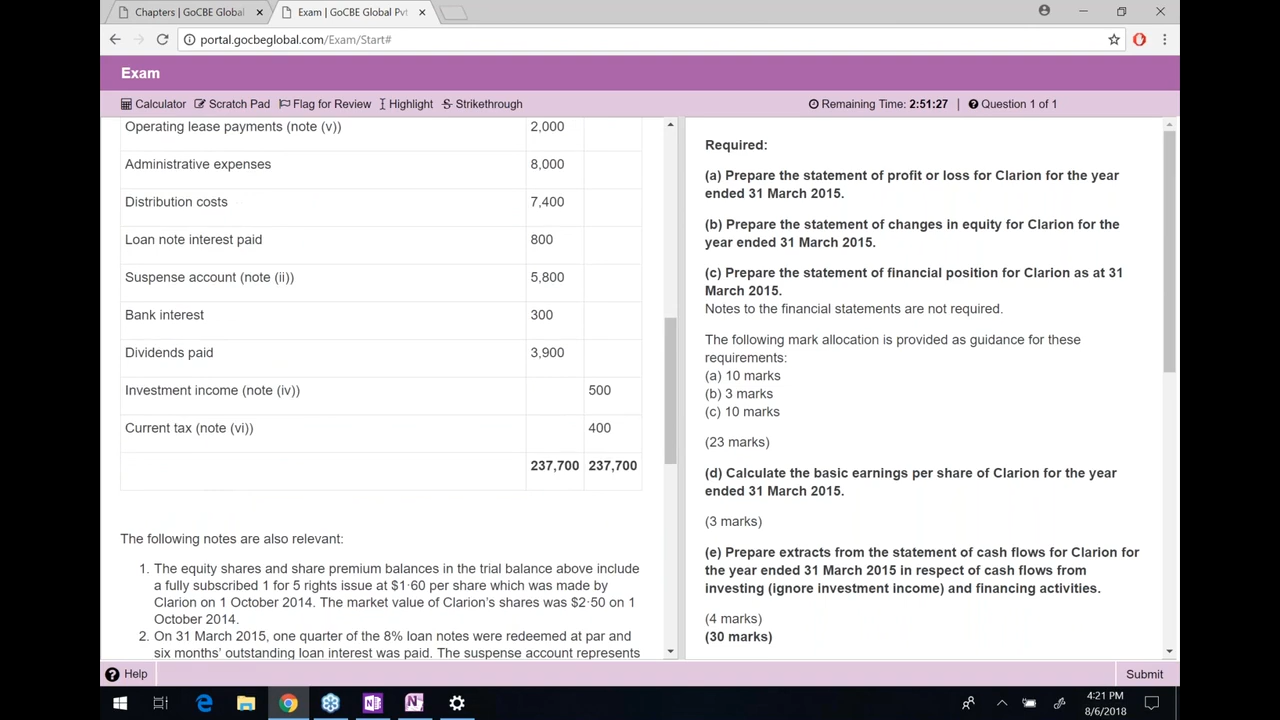 Chapters | GoCBE Global
Exam | GoCBE Global Pvt
portal.gocbeglobal.com/Exam/Start#
Exam
Calculator Scratch Pad Flag for Review Highlight Strikethrough Remaining Time: 2:51:27 | Question 1 of 1
Operating lease payments (note (v)) 2,000
Administrative expenses 8,000
Distribution costs 7,400
Loan note interest paid 800
Suspense account (note (ii)) 5,800
Bank interest 300
Dividends paid 3,900
Investment income (note (iv)) 500
Current tax (note (vi)) 400
237,700 237,700
The following notes are also relevant:
1. The equity shares and share premium balances in the trial balance above include
a fully subscribed 1 for 5 rights issue at $1·60 per share which was made by
Clarion on 1 October 2014. The market value of Clarion's shares was $2·50 on 1
October 2014.
2. On 31 March 2015, one quarter of the 8% loan notes were redeemed at par and
six months' outstanding loan interest was paid. The suspense account represents
Required:
(a) Prepare the statement of profit or loss for Clarion for the year
ended 31 March 2015.
(b) Prepare the statement of changes in equity for Clarion for the
year ended 31 March 2015.
(c) Prepare the statement of financial position for Clarion as at 31
March 2015.
Notes to the financial statements are not required.
The following mark allocation is provided as guidance for these
requirements:
(a) 10 marks
(b) 3 marks
(c) 10 marks
(23 marks)
(d) Calculate the basic earnings per share of Clarion for the year
ended 31 March 2015.
(3 marks)
(e) Prepare extracts from the statement of cash flows for Clarion for
the year ended 31 March 2015 in respect of cash flows from
investing (ignore investment income) and financing activities.
(4 marks)
(30 marks)
Help
Submit
4:21 PM
8/6/2018